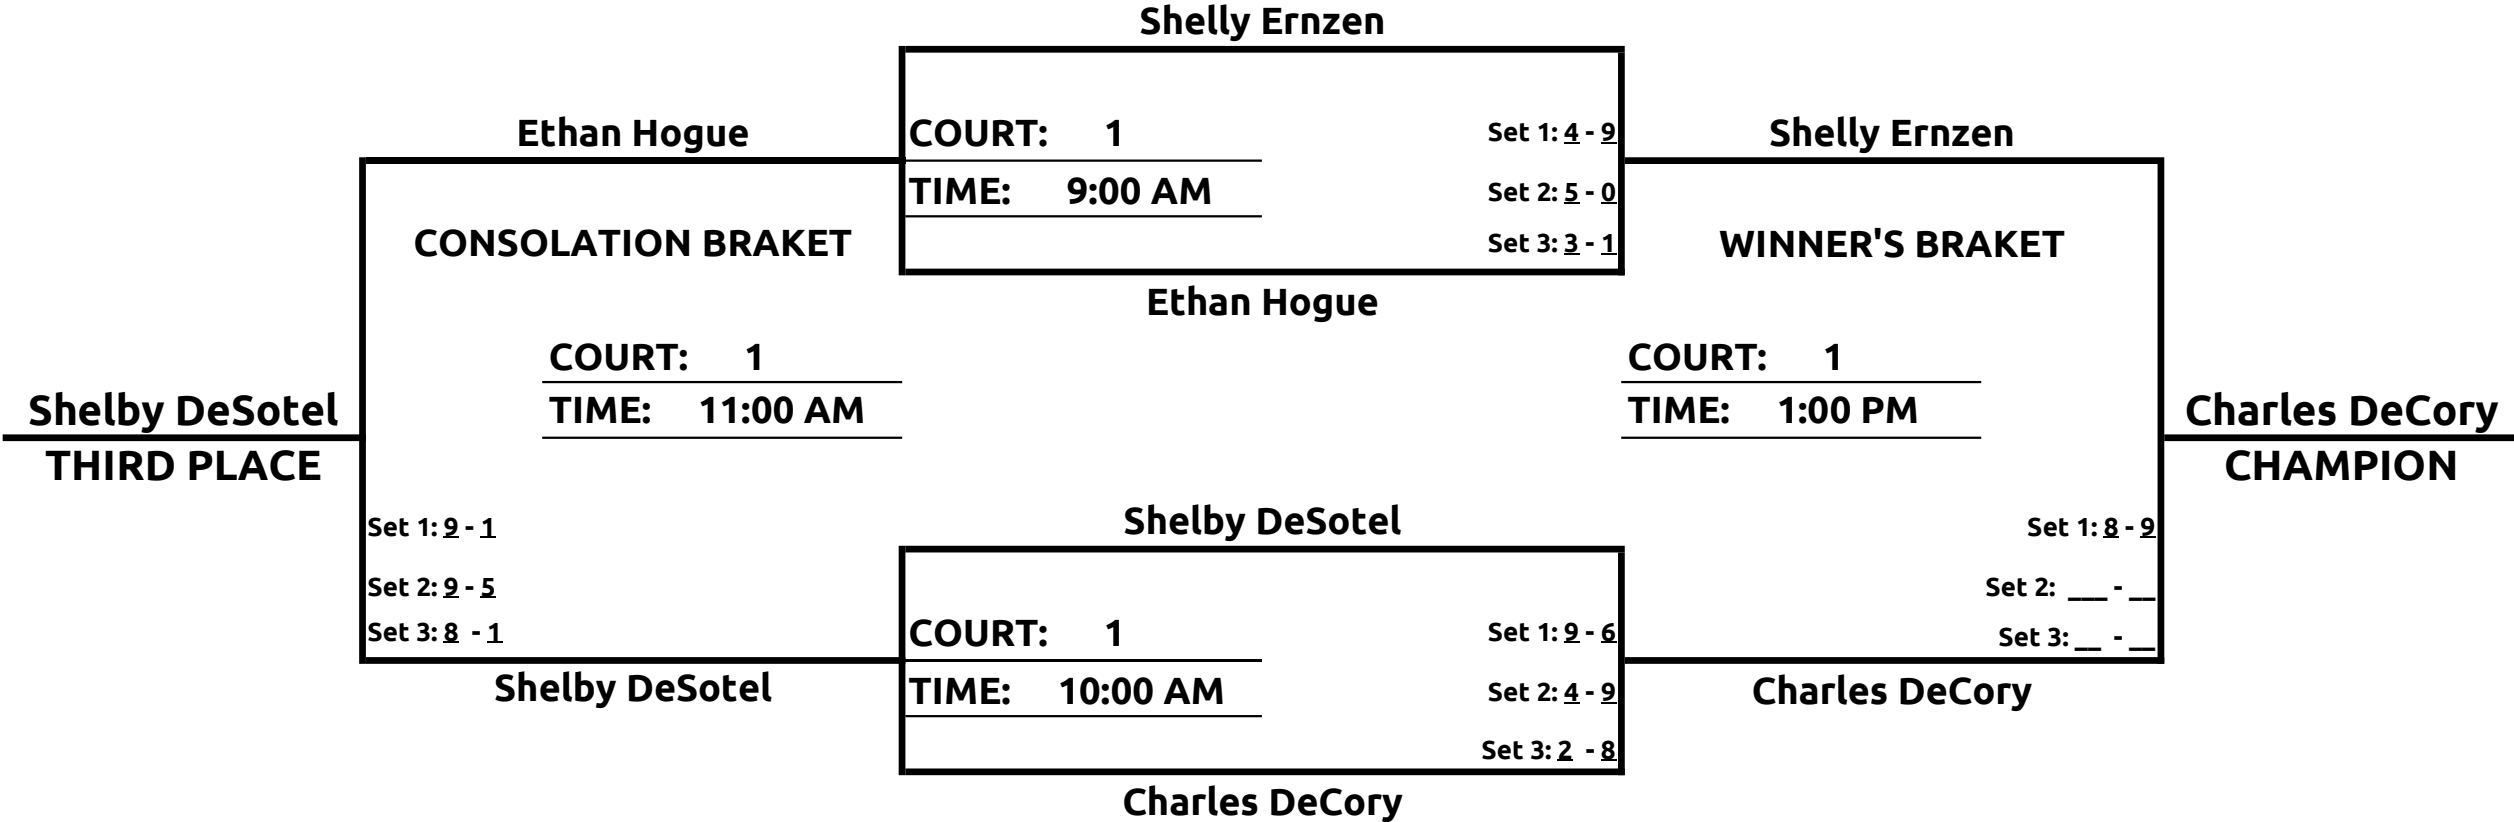 Shelly Ernzen
Ethan Hogue
COURT: 1
Set 1: 4 - 9
Shelly Ernzen
TIME: 9:00 AM
Set 2: 5 - 0
CONSOLATION BRAKET
Set 3: 3 - 1
WINNER'S BRAKET
Ethan Hogue
COURT: 1
COURT: 1
Shelby DeSotel
TIME: 11:00 AM
TIME: 1:00 PM
Charles DeCory
THIRD PLACE
CHAMPION
Set 1: 9 - 1
Shelby DeSotel
Set 1: 8 - 9
Set 2: 9 - 5
Set 2: ___ - __
Set 3: 8 - 1
COURT: 1
Set 1: 9 - 6
Set 3: __ - __
Shelby DeSotel
TIME: 10:00 AM
Set 2: 4 - 9
Charles DeCory
Set 3: 2 - 8
Charles DeCory